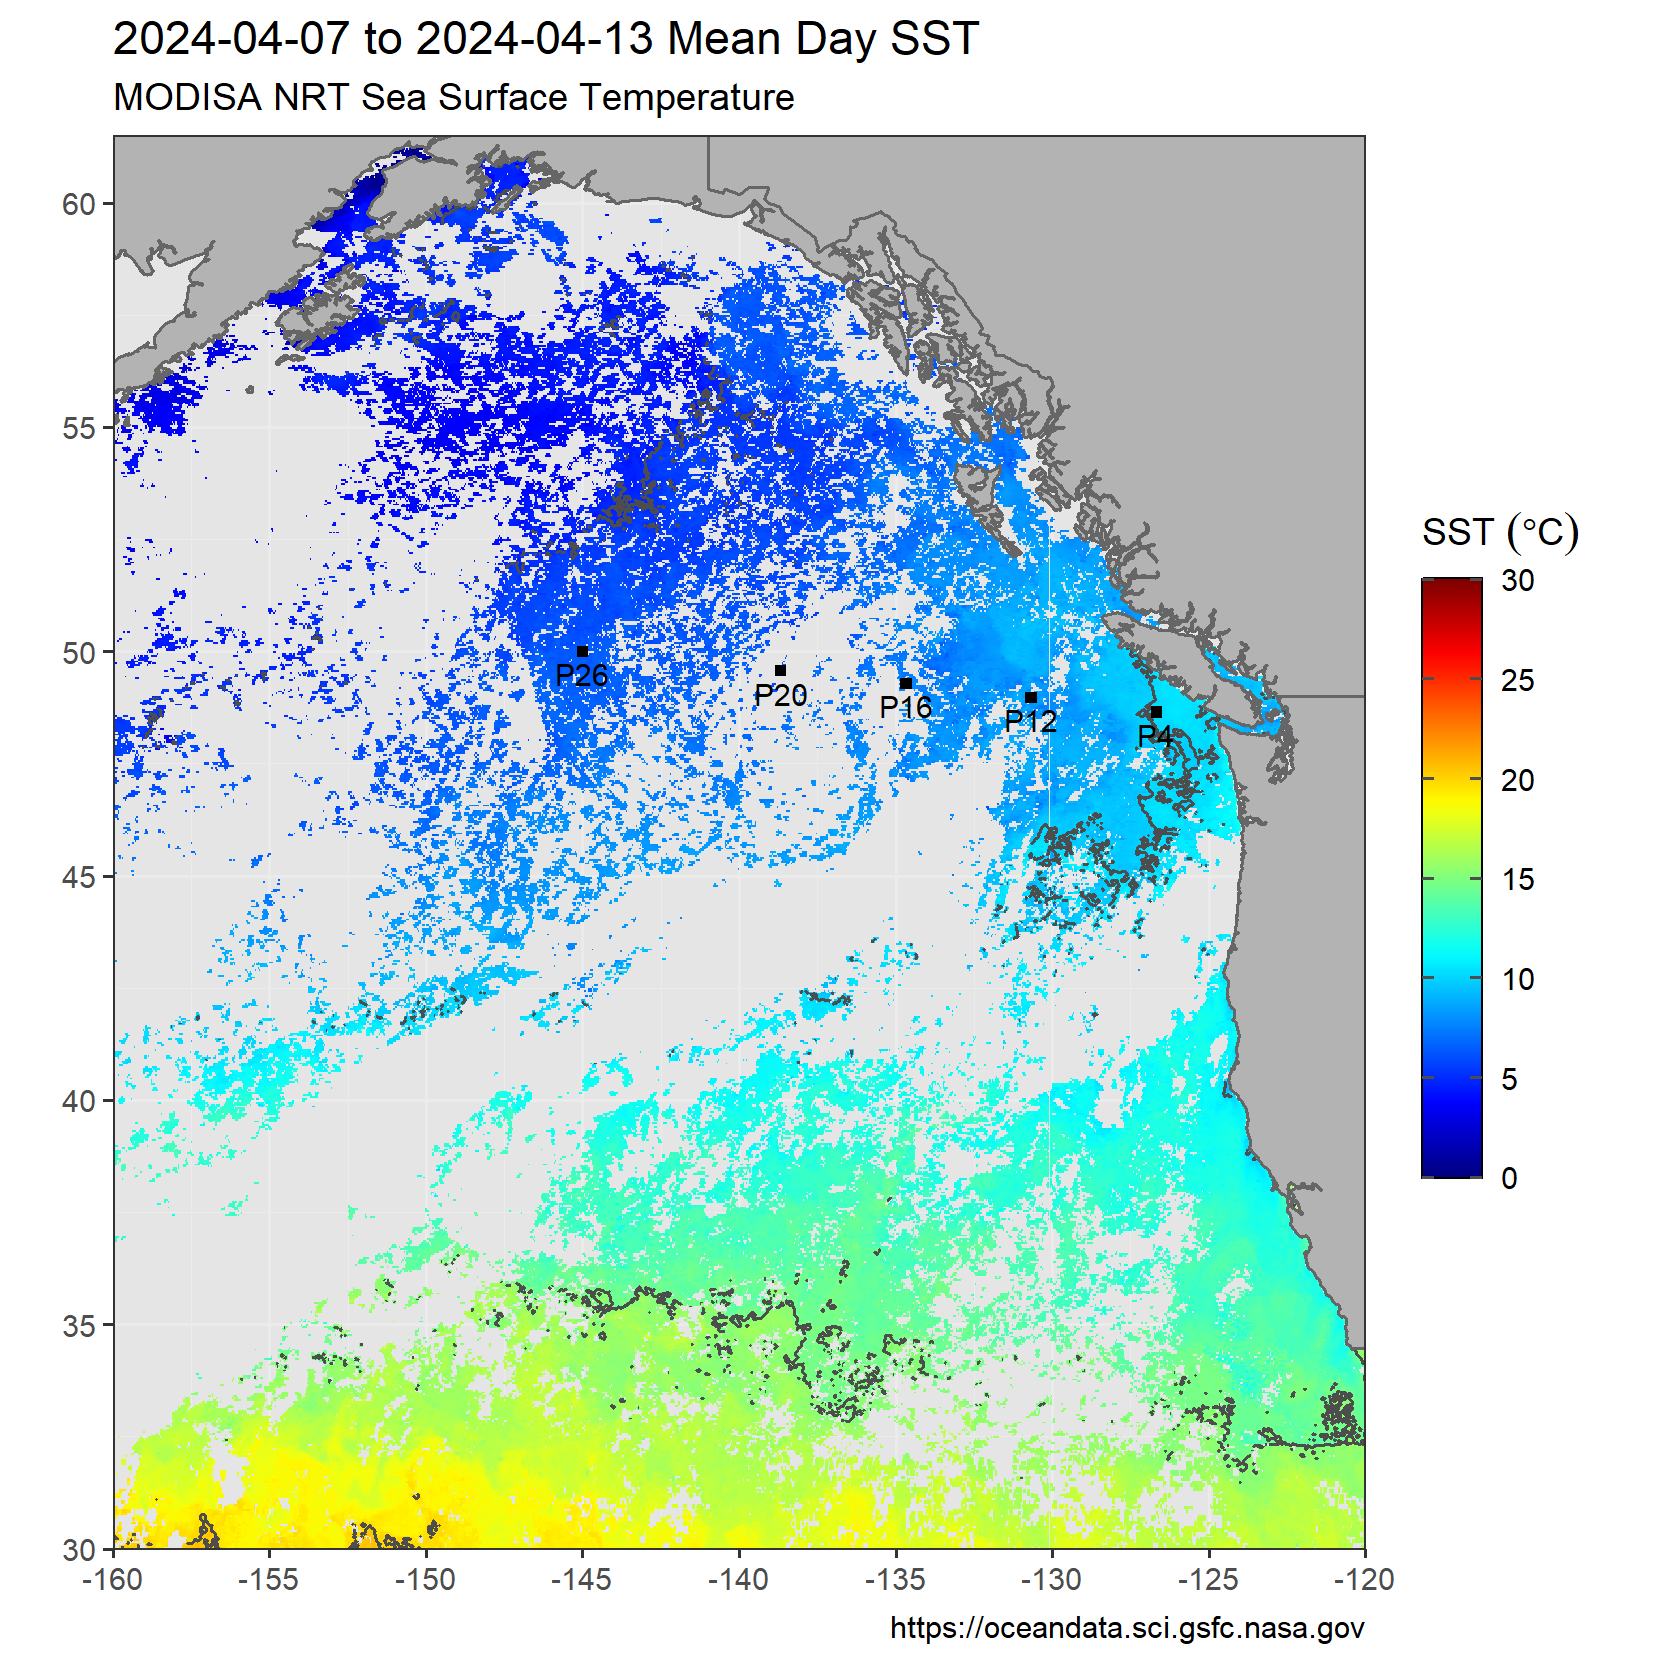 2024-04-07 to 2024-04-13 Mean Day SST
MODISA NRT Sea Surface Temperature
60
55
50
45
40
35
30
P26
P20
P16
P12
P4
-160
-155
-150
-145
-140
-135
-130
-125
-120
SST (°C)
30
25
20
15
10
5
0
https://oceandata.sci.gsfc.nasa.gov